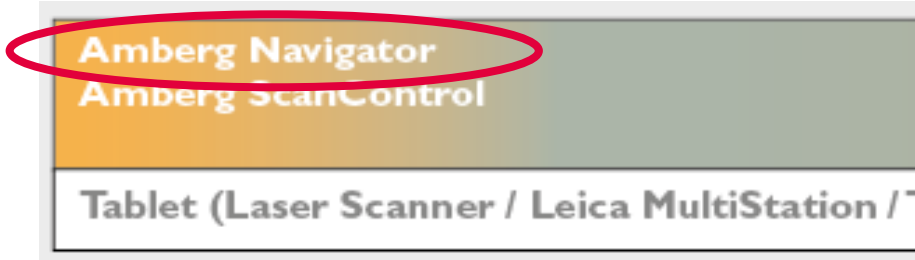 Amberg Navigator
Amberg ScanControl
Tablet (Laser Scanner / Leica MultiStation /